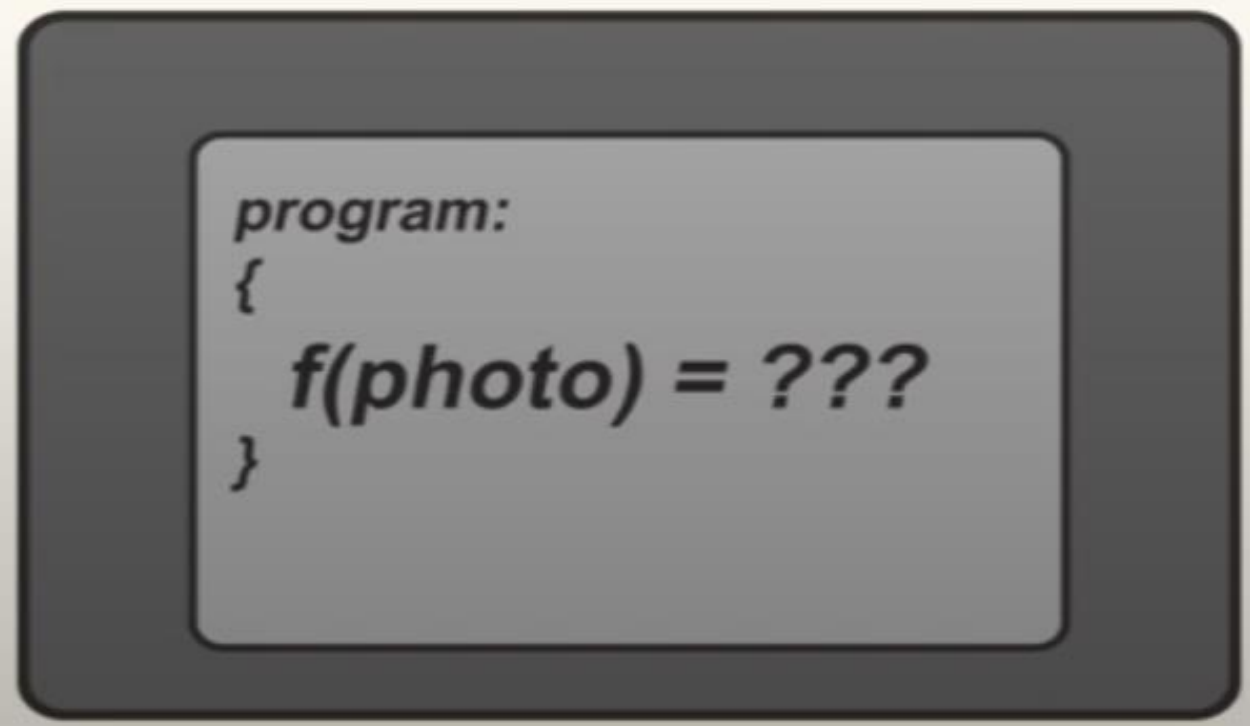 program:
{
f(photo) = ???
}